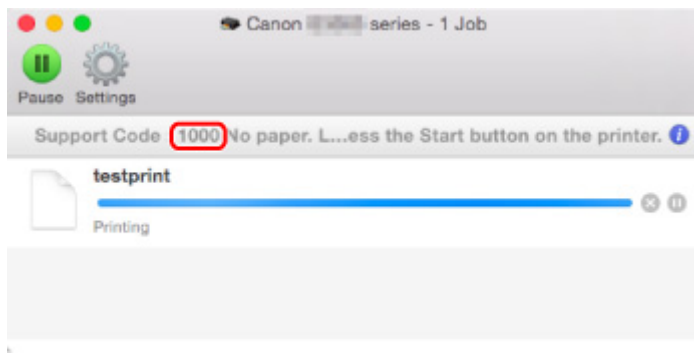 Canon series - 1 Job
Pause Settings
Support Code 1000 No paper. L...ess the Start button on the printer.
testprint
Printing